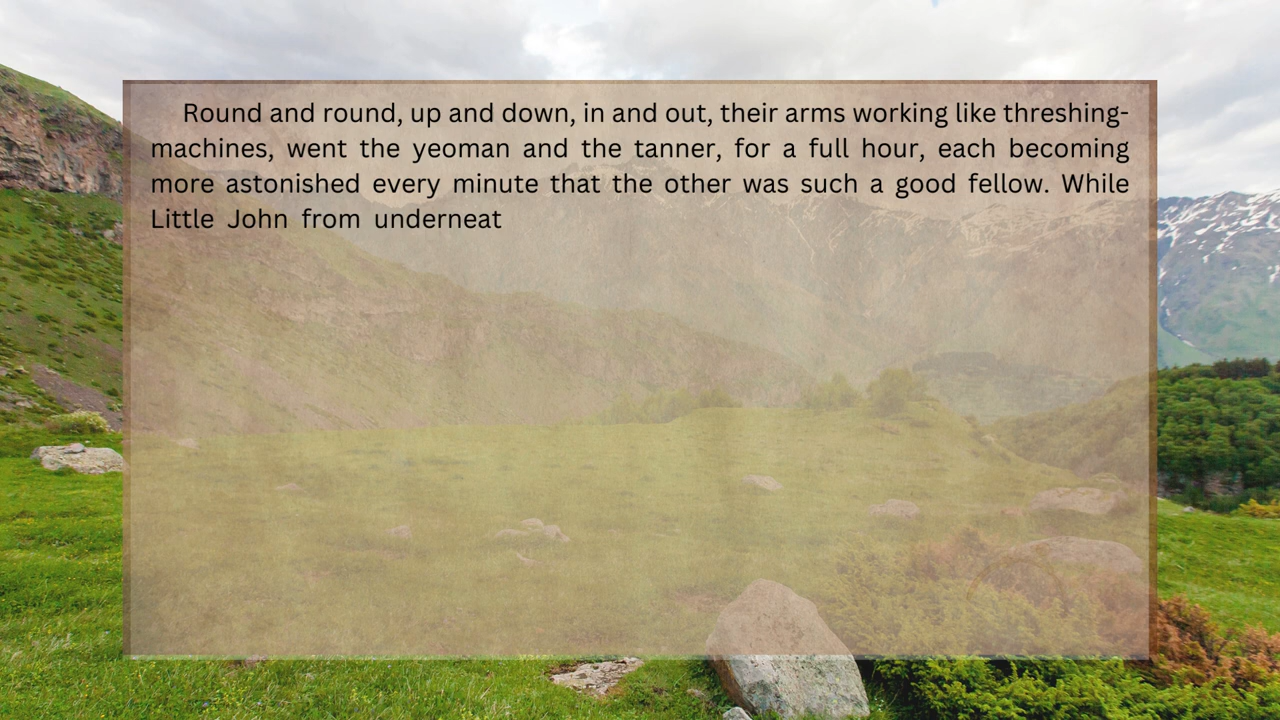 Round and round, up and down, in and out, their arms working like threshing-
machines, went the yeoman and the tanner, for a full hour, each becoming
more astonished every minute that the other was such a good fellow. While
Little John from underneat